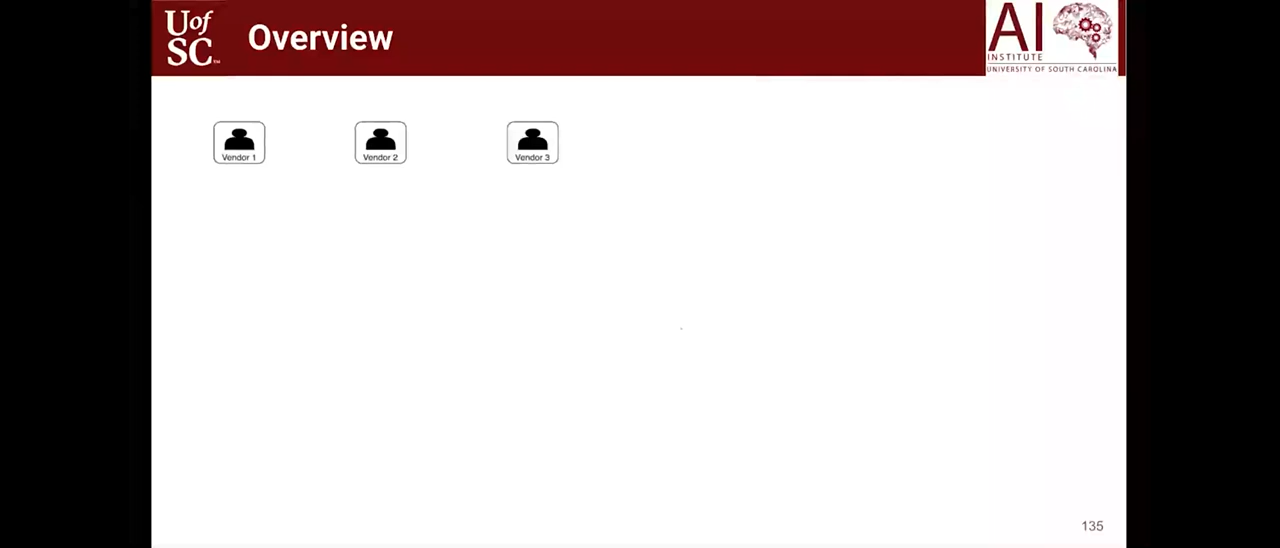 UofSC
Overview
AI
INSTITUTE
UNIVERSITY OF SOUTH CAROLINA
Vendor 1
Vendor 2
Vendor 3
135